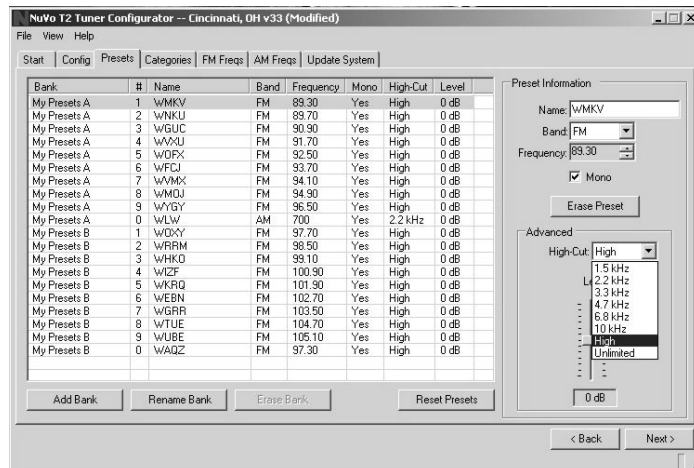 NuVo T2 Tuner Configurator -- Cincinnati, OH v33 (Modified)
File View Help
Start Config Presets Categories FM Freqs AM Freqs Update System
Bank # Name Band Frequency Mono High-Cut Level
My Presets A 1 WMKV FM 89.30 Yes High 0 dB
My Presets A 2 WNKU FM 89.70 Yes High 0 dB
My Presets A 3 WGUC FM 90.90 Yes High 0 dB
My Presets A 4 WVXU FM 91.70 Yes High 0 dB
My Presets A 5 WOFX FM 92.50 Yes High 0 dB
My Presets A 6 WFCJ FM 93.70 Yes High 0 dB
My Presets A 7 WVMX FM 94.10 Yes High 0 dB
My Presets A 8 WMOJ FM 94.90 Yes High 0 dB
My Presets A 9 WYGY FM 96.50 Yes High 0 dB
My Presets A 0 WLW AM 700 Yes 2.2 kHz 0 dB
My Presets B 1 WOXY FM 97.70 Yes High 0 dB
My Presets B 2 WRRM FM 98.50 Yes High 0 dB
My Presets B 3 WHKO FM 99.10 Yes High 0 dB
My Presets B 4 WIZF FM 100.90 Yes High 0 dB
My Presets B 5 WKRQ FM 101.90 Yes High 0 dB
My Presets B 6 WEBN FM 102.70 Yes High 0 dB
My Presets B 7 WGRR FM 103.50 Yes High 0 dB
My Presets B 8 WTUE FM 104.70 Yes High 0 dB
My Presets B 9 WUBE FM 105.10 Yes High 0 dB
My Presets B 0 WAQZ FM 97.30 Yes High 0 dB
Add Bank Rename Bank Erase Bank Reset Presets
Preset Information
Name: WMKV
Band: FM
Frequency: 89.30
Mono
Erase Preset
Advanced
High-Cut: High
1.5 kHz
2.2 kHz
3.3 kHz
4.7 kHz
6.8 kHz
10 kHz
High
Unlimited
0 dB
< Back Next >